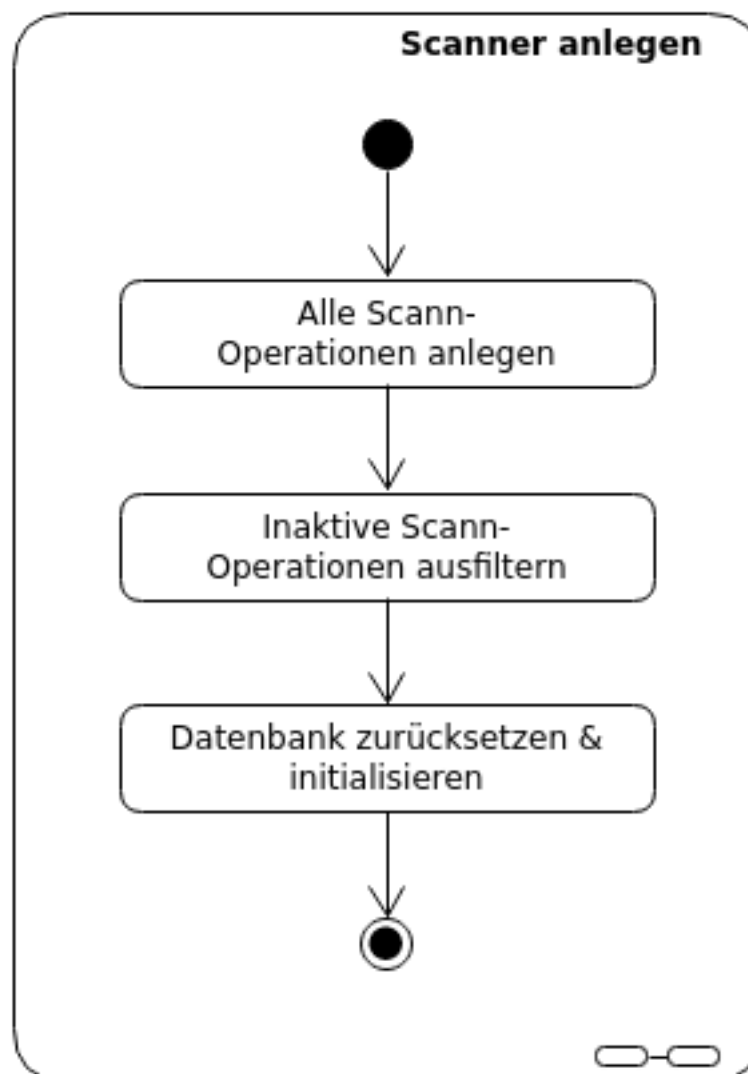 Scanner anlegen
Alle Scann-
Operationen anlegen
Inaktive Scann-
Operationen ausfiltern
Datenbank zurücksetzen &
initialisieren